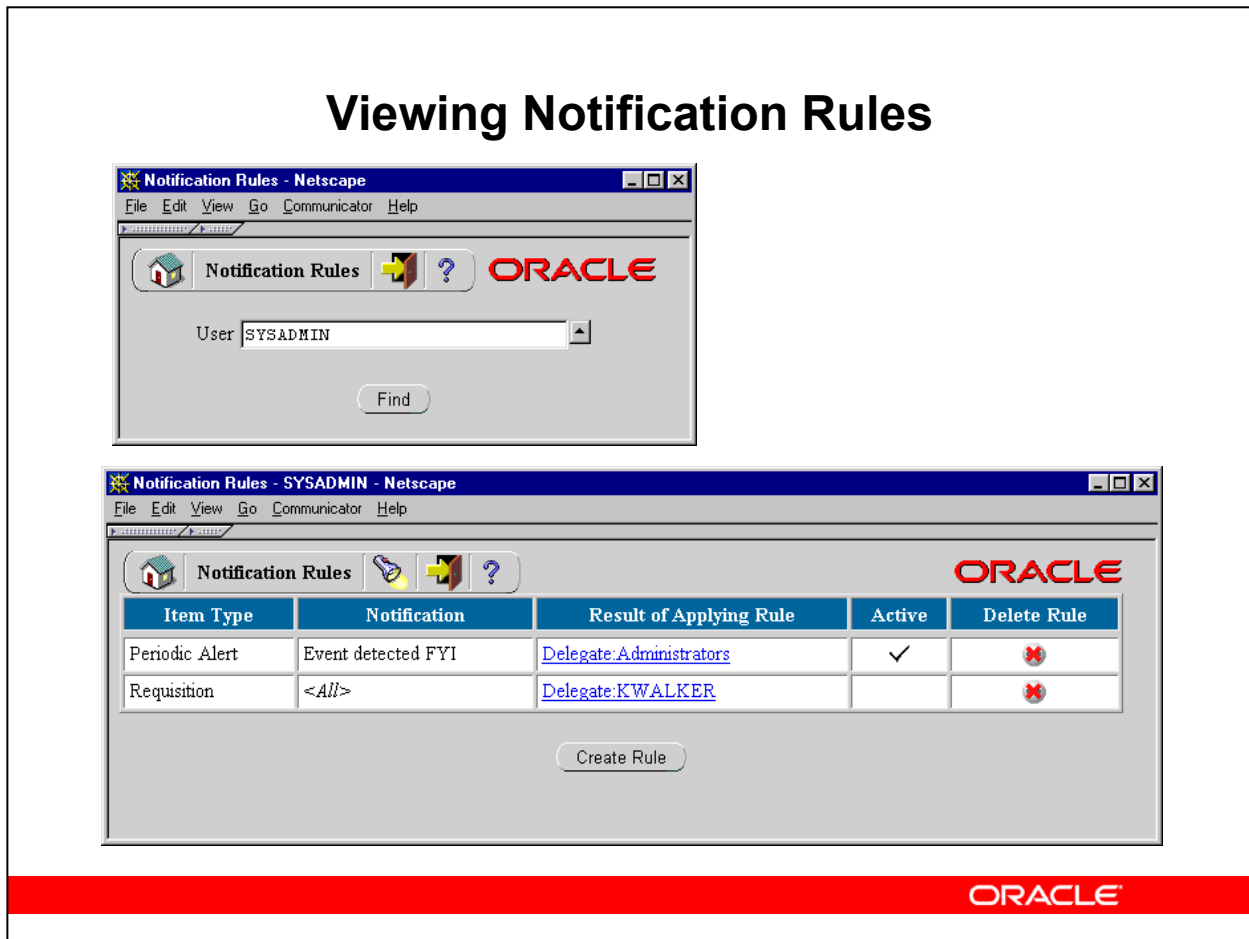 Viewing Notification Rules
Notification Rules - Netscape
File Edit View Go Communicator Help
Notification Rules ? ORACLE
User SYSADMIN
Find
Notification Rules - SYSADMIN - Netscape
File Edit View Go Communicator Help
Notification Rules ? ORACLE
Item Type Notification Result of Applying Rule Active Delete Rule
Periodic Alert Event detected FYI Delegate:Administrators
Requisition <All> Delegate:KWALKER
Create Rule
ORACLE